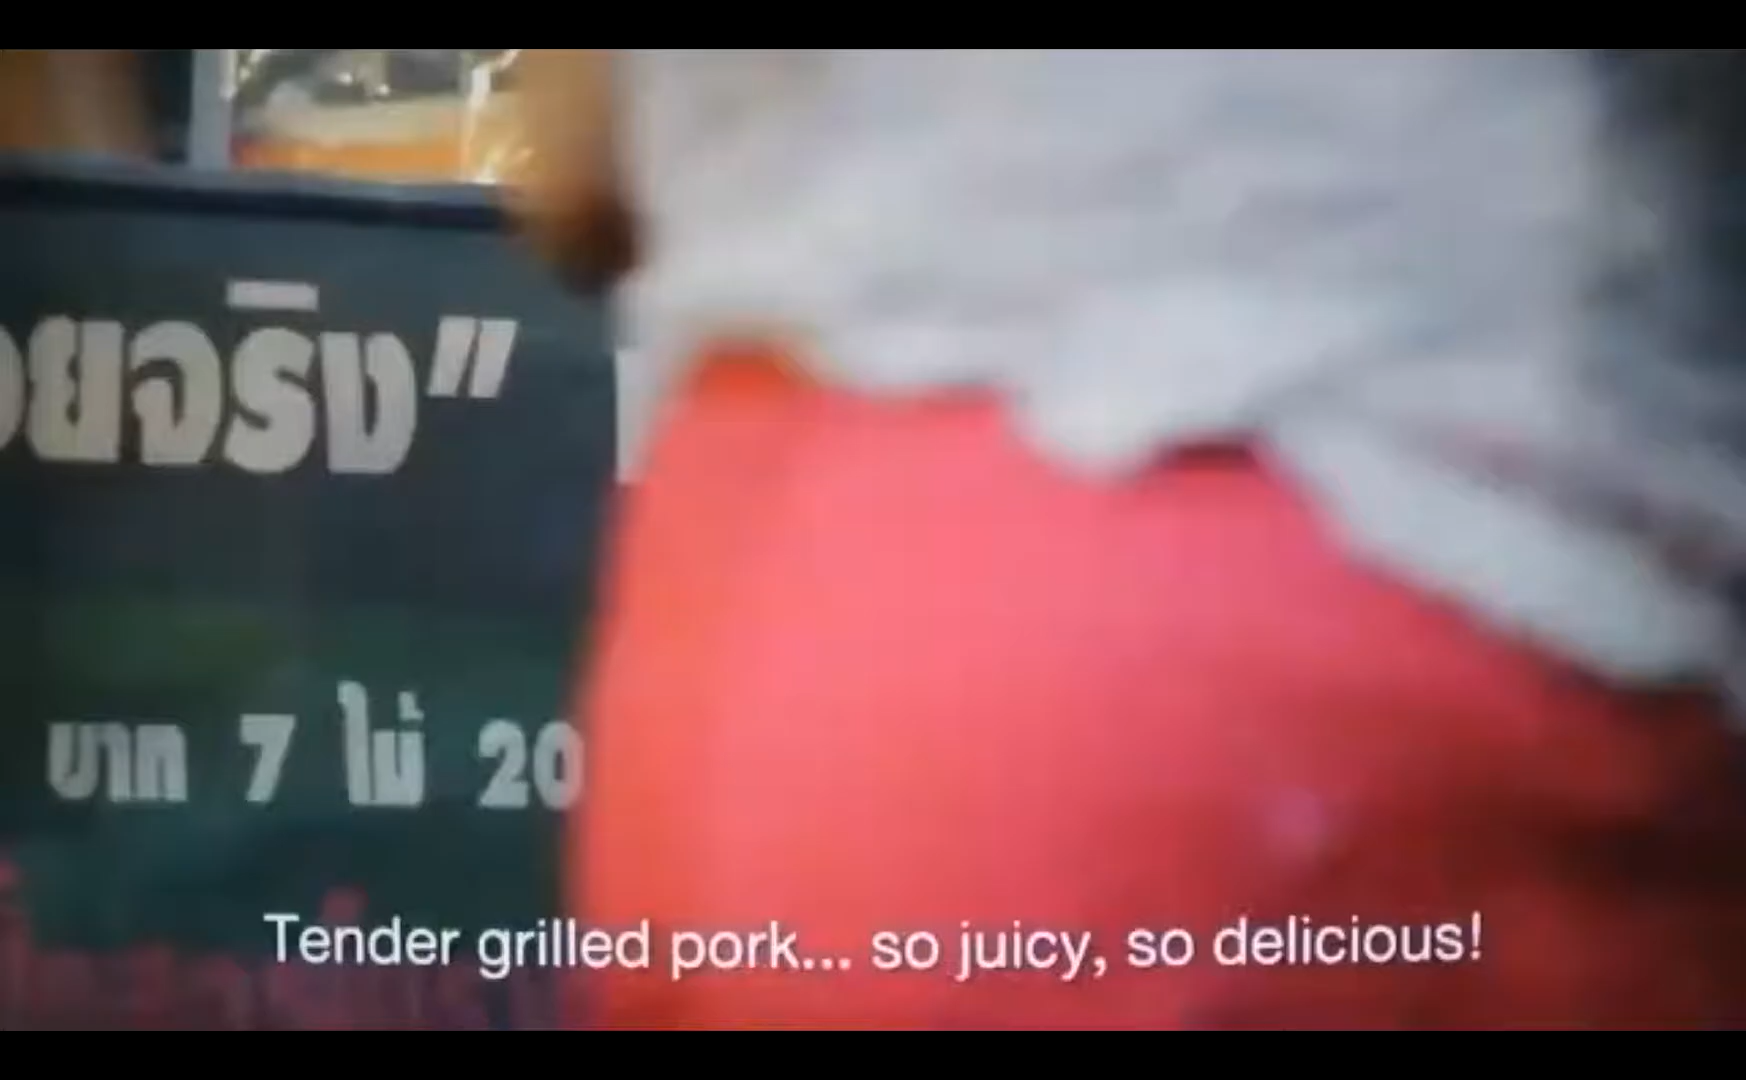 ยจริง”
บาท 7 ไม้ 20
Tender grilled pork... so juicy, so delicious!